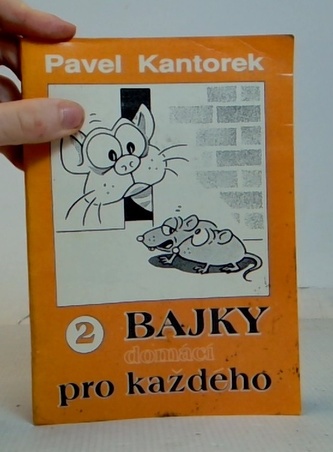 Pavel Kantorek
2 BAJKY
domácí
pro každého